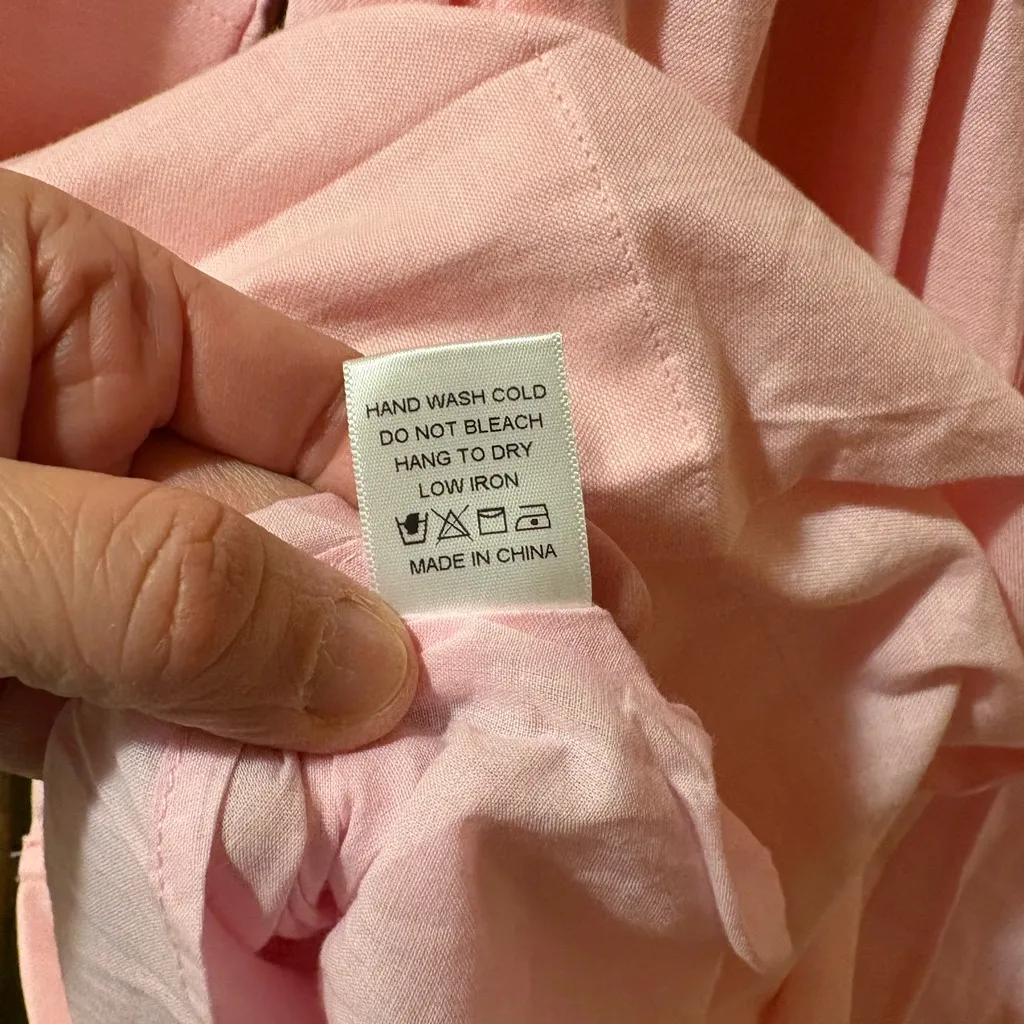 HAND WASH COLD
DO NOT BLEACH
HANG TO DRY
LOW IRON
MADE IN CHINA